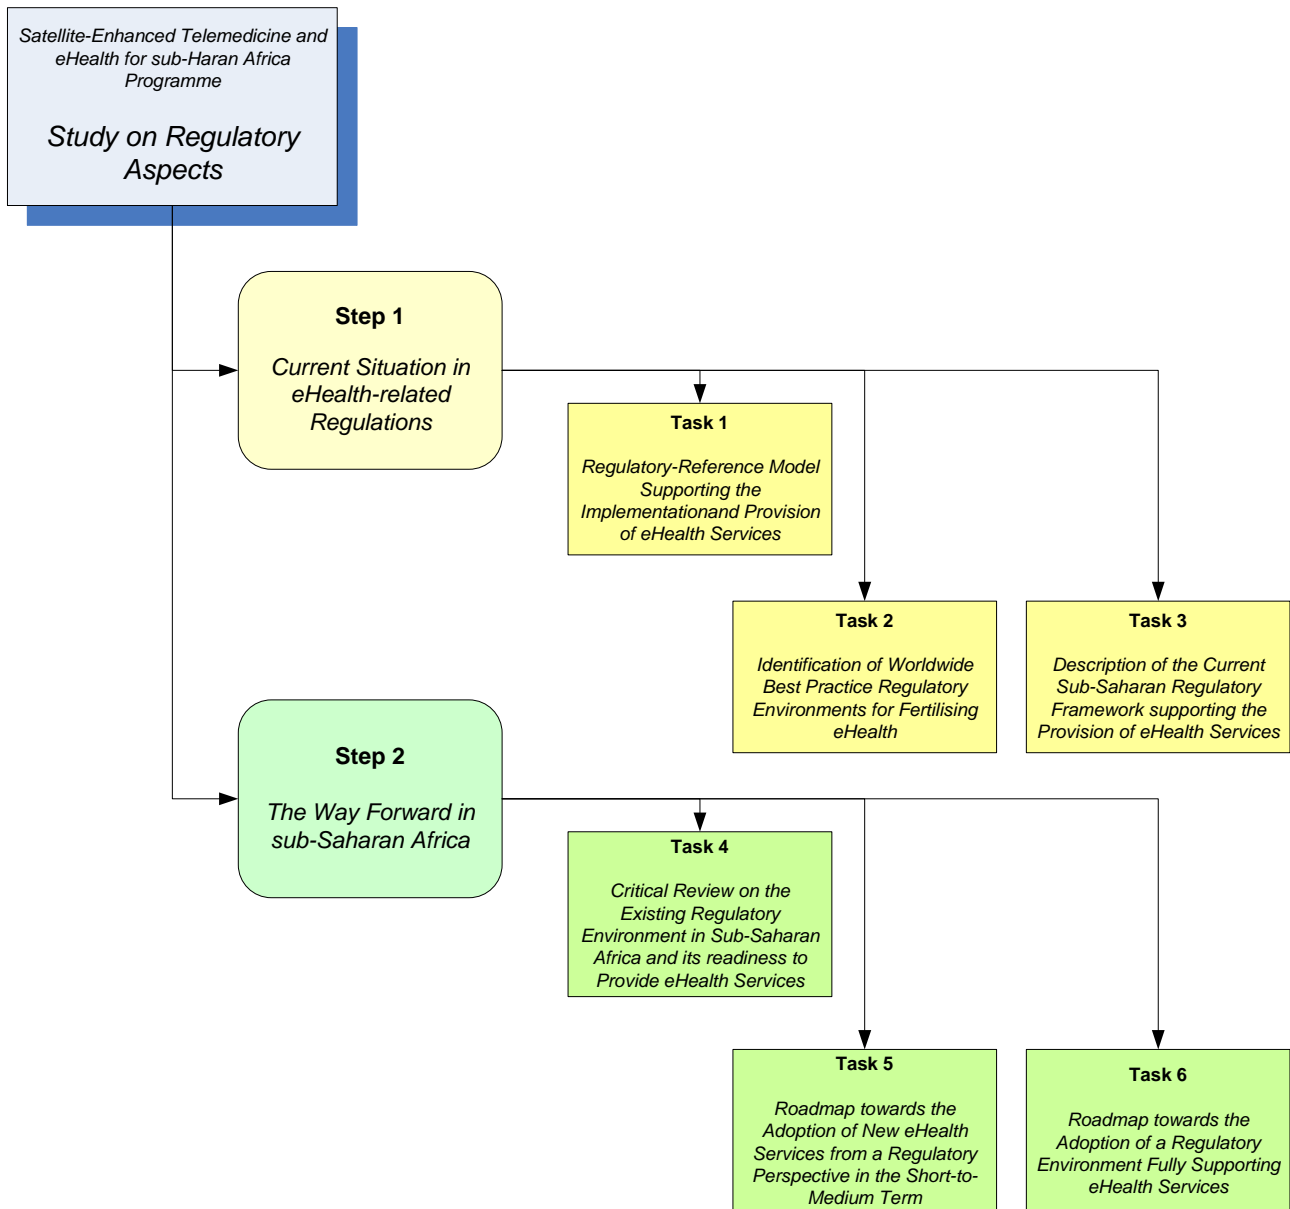 Satellite-Enhanced Telemedicine and
eHealth for sub-Haran Africa
Programme
Study on Regulatory
Aspects
Step 1
Current Situation in
eHealth-related
Regulations
Task 1
Regulatory-Reference Model
Supporting the
Implementationand Provision
of eHealth Services
Task 2
Identification of Worldwide
Best Practice Regulatory
Environments for Fertilising
eHealth
Task 3
Description of the Current
Sub-Saharan Regulatory
Framework supporting the
Provision of eHealth Services
Step 2
The Way Forward in
sub-Saharan Africa
Task 4
Critical Review on the
Existing Regulatory
Environment in Sub-Saharan
Africa and its readiness to
Provide eHealth Services
Task 5
Roadmap towards the
Adoption of New eHealth
Services from a Regulatory
Perspective in the Short-to-
Medium Term
Task 6
Roadmap towards the
Adoption of a Regulatory
Environment Fully Supporting
eHealth Services